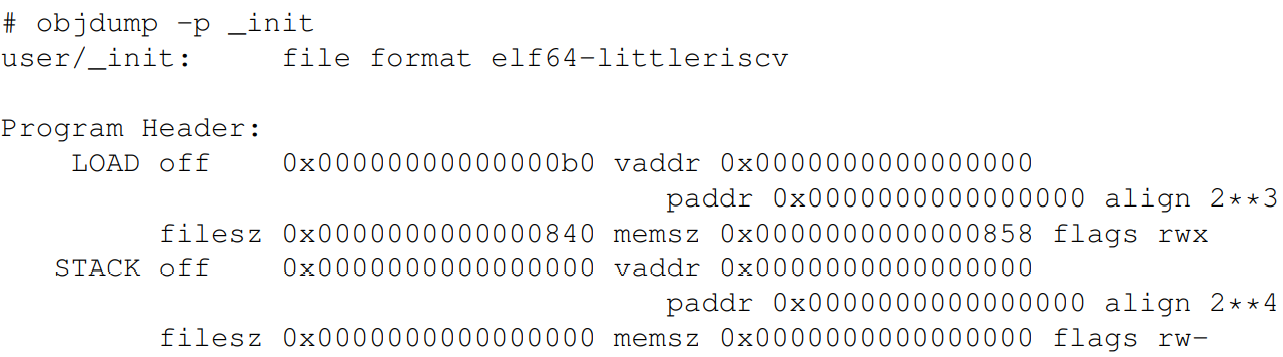 # objdump -p _init
user/_init:     file format elf64-littleriscv
Program Header:
    LOAD off    0x00000000000000b0 vaddr 0x0000000000000000
                                      paddr 0x0000000000000000 align 2**3
         filesz 0x0000000000000840 memsz 0x0000000000000858 flags rwx
   STACK off    0x0000000000000000 vaddr 0x0000000000000000
                                      paddr 0x0000000000000000 align 2**4
         filesz 0x0000000000000000 memsz 0x0000000000000000 flags rw-